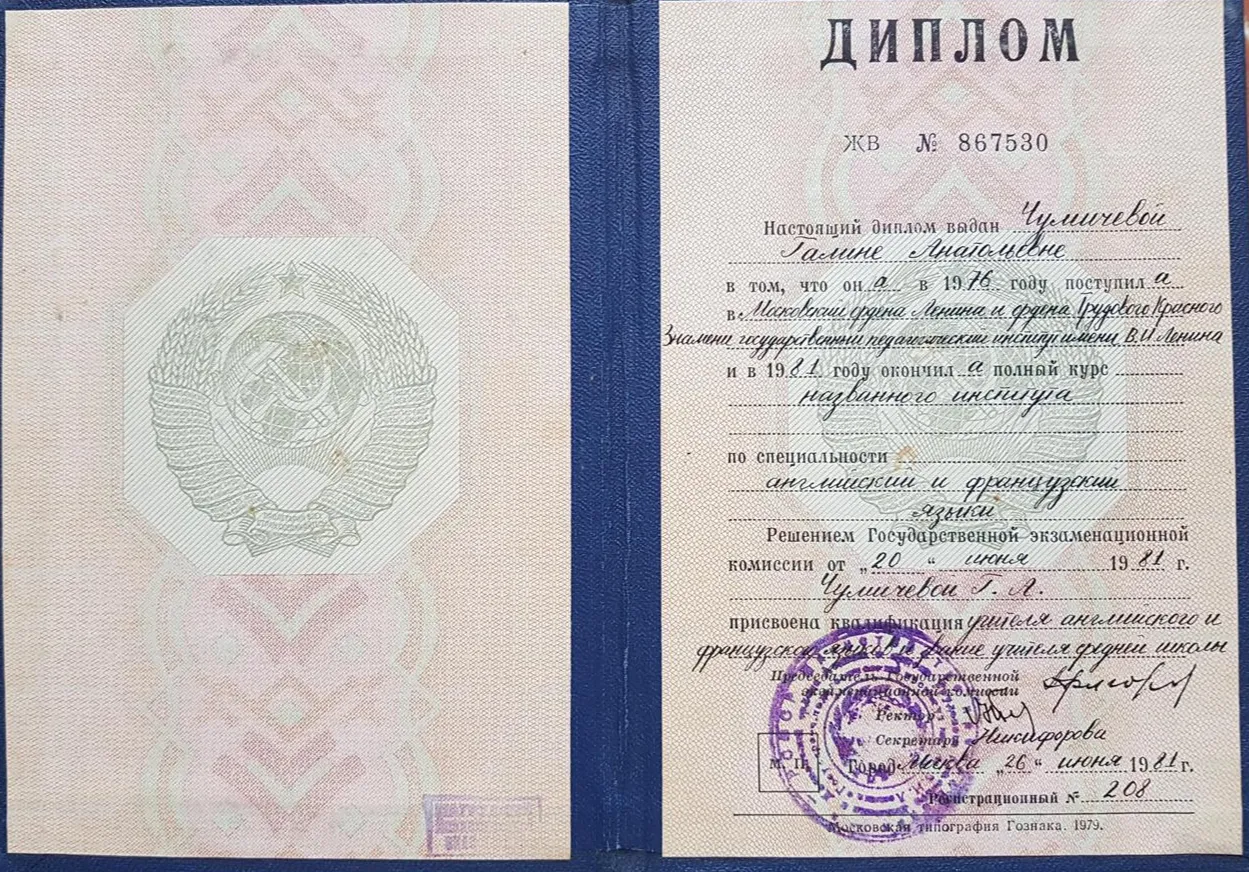 ДИПЛОМ
ЖВ № 867530
Настоящий диплом выдан Чумичевой
Галине Анатольевне
в том, что он а в 1976 году поступил а
в Московский ордена Ленина и ордена Трудового Красного
Знамени государственный педагогический институт имени В.И. Ленина
и в 1981 году окончил а полный курс
названного института
по специальности
английский и французский
языки
Решением Государственной экзаменационной
комиссии от „20“ июня 1981 г.
Чумичевой Г. А.
присвоена квалификация учителя английского и
французского языков и звание учителя средней школы
Председатель Государственной
экзаменационной комиссии
Ректор
Секретарь Никифорова
М. П. Город Москва „26“ июня 1981 г.
Регистрационный № 208
Московская типография Гознака. 1979.